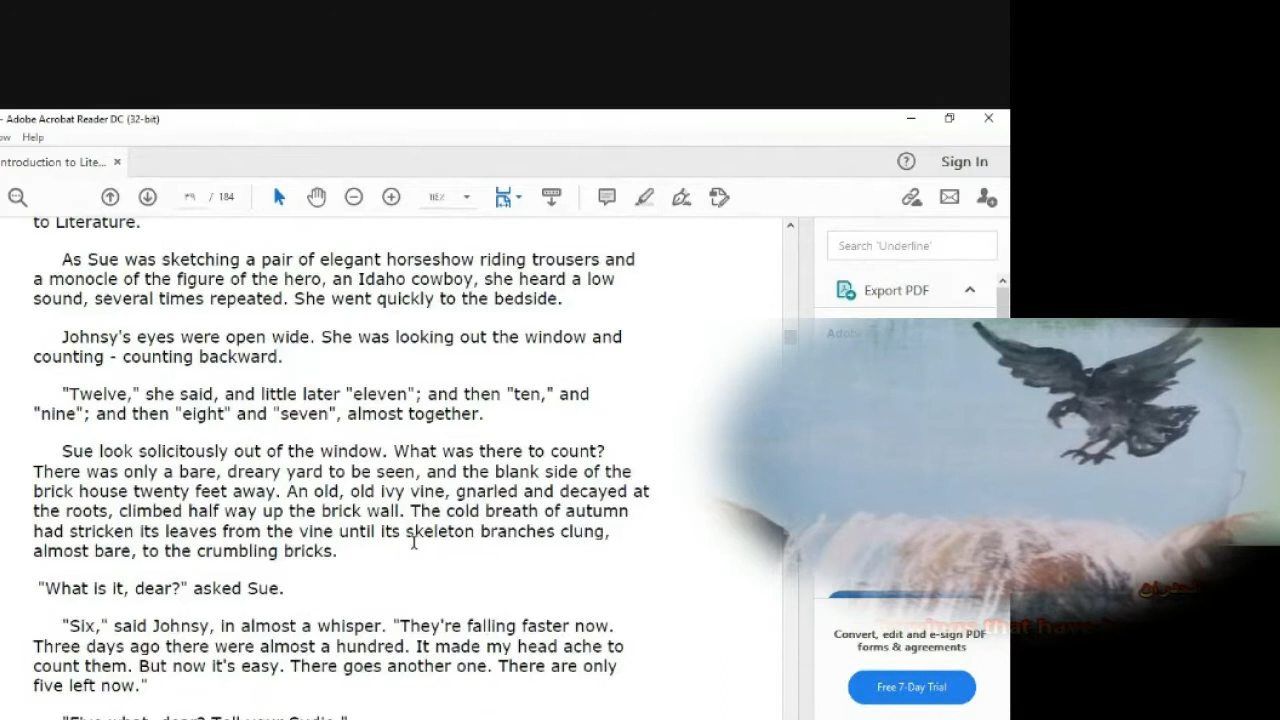 - Adobe Acrobat Reader DC (32-bit)
ow Help
ntroduction to Lite... ×
Sign In
٣٩ / 184
to Literature.
Search 'Underline'
As Sue was sketching a pair of elegant horseshow riding trousers and
a monocle of the figure of the hero, an Idaho cowboy, she heard a low
sound, several times repeated. She went quickly to the bedside.
Export PDF
Adobe
Johnsy's eyes were open wide. She was looking out the window and
counting - counting backward.
"Twelve," she said, and little later "eleven"; and then "ten," and
"nine"; and then "eight" and "seven", almost together.
Sue look solicitously out of the window. What was there to count?
There was only a bare, dreary yard to be seen, and the blank side of the
brick house twenty feet away. An old, old ivy vine, gnarled and decayed at
the roots, climbed half way up the brick wall. The cold breath of autumn
had stricken its leaves from the vine until its skeleton branches clung,
almost bare, to the crumbling bricks.
"What is it, dear?" asked Sue.
"Six," said Johnsy, in almost a whisper. "They're falling faster now.
Three days ago there were almost a hundred. It made my head ache to
count them. But now it's easy. There goes another one. There are only
five left now."
"Five what, dear? Tell your Sudie."
that have
Convert, edit and e-sign PDF
forms & agreements
Free 7-Day Trial